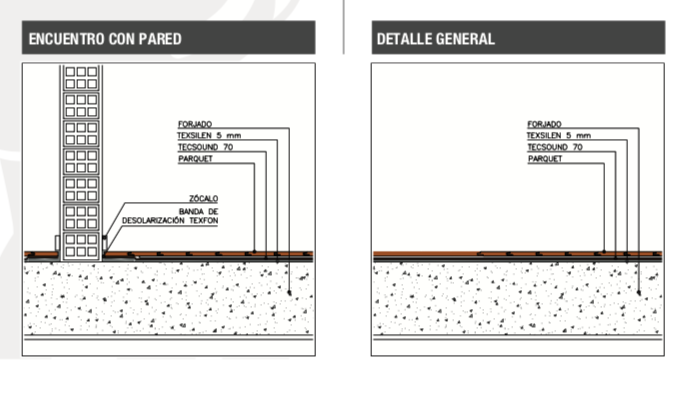 ENCUENTRO CON PARED
FORJADO
TEXSILEN 5 mm
TECSOUND 70
PARQUET
ZÓCALO
BANDA DE
DESOLARIZACIÓN TEXFON
DETALLE GENERAL
FORJADO
TEXSILEN 5 mm
TECSOUND 70
PARQUET